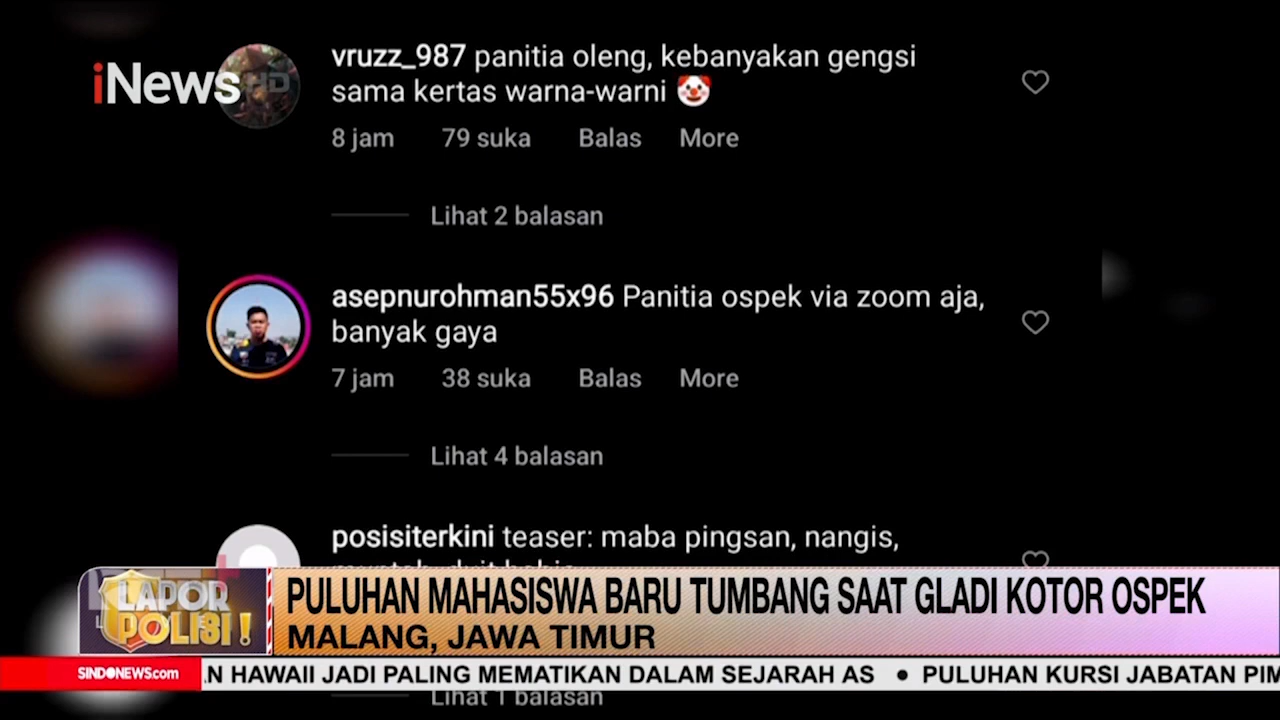 iNews
HD
vruzz_987 panitia oleng, kebanyakan gengsi
sama kertas warna-warni 🤡
8 jam 79 suka Balas More
Lihat 2 balasan
asepnurohman55x96 Panitia ospek via zoom aja,
banyak gaya
7 jam 38 suka Balas More
Lihat 4 balasan
posisiterkini teaser: maba pingsan, nangis,
LAPOR
POLISI!
PULUHAN MAHASISWA BARU TUMBANG SAAT GLADI KOTOR OSPEK
MALANG, JAWA TIMUR
SINDONEWS.com
N HAWAII JADI PALING MEMATIKAN DALAM SEJARAH AS • PULUHAN KURSI JABATAN PIM
Lihat 1 balasan